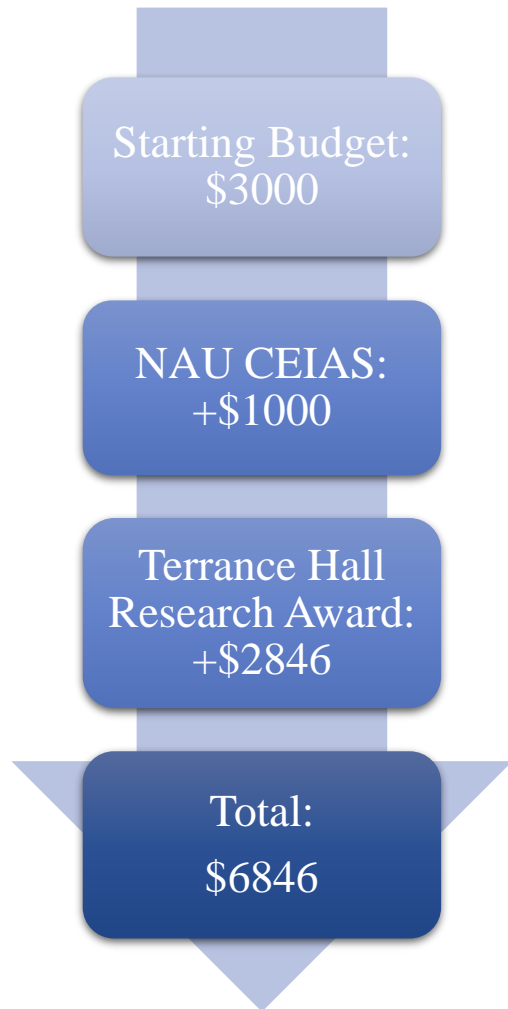 Starting Budget:
$3000
NAU CEIAS:
+$1000
Terrance Hall
Research Award:
+$2846
Total:
$6846